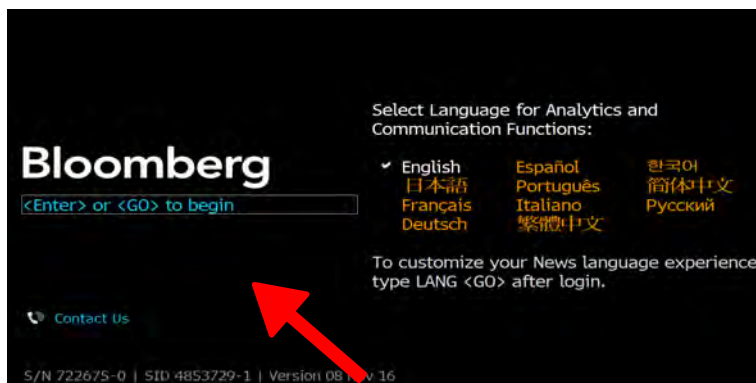 Bloomberg
<Enter> or <GO> to begin
Contact Us
Select Language for Analytics and
Communication Functions:
✓ English Español 한국어
日本語 Português 简体中文
Français Italiano Русский
Deutsch 繁體中文
To customize your News language experience
type LANG <GO> after login.
S/N 722675-0 | SID 4853729-1 | Version 08 v 16